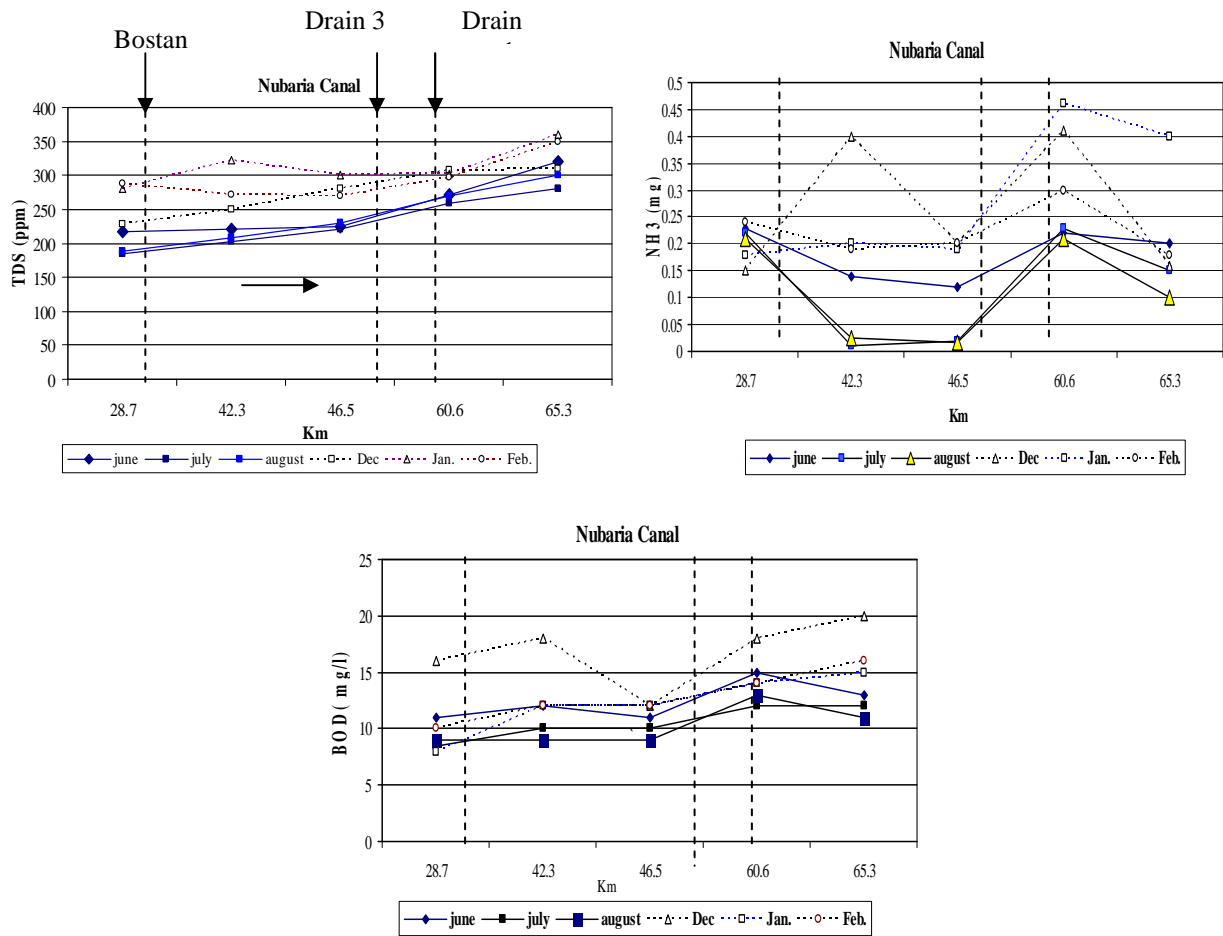 Bostan
Drain 3
Drain
Nubaria Canal
TDS (ppm)
400
350
300
250
200
150
100
50
0
28.7 42.3 46.5 60.6 65.3
Km
june july august Dec Jan. Feb.
Nubaria Canal
NH3 (mg)
0.5
0.45
0.4
0.35
0.3
0.25
0.2
0.15
0.1
0.05
0
28.7 42.3 46.5 60.6 65.3
Km
june july august Dec Jan. Feb.
Nubaria Canal
BOD ( mg/l)
25
20
15
10
5
0
28.7 42.3 46.5 60.6 65.3
Km
june july august Dec Jan. Feb.